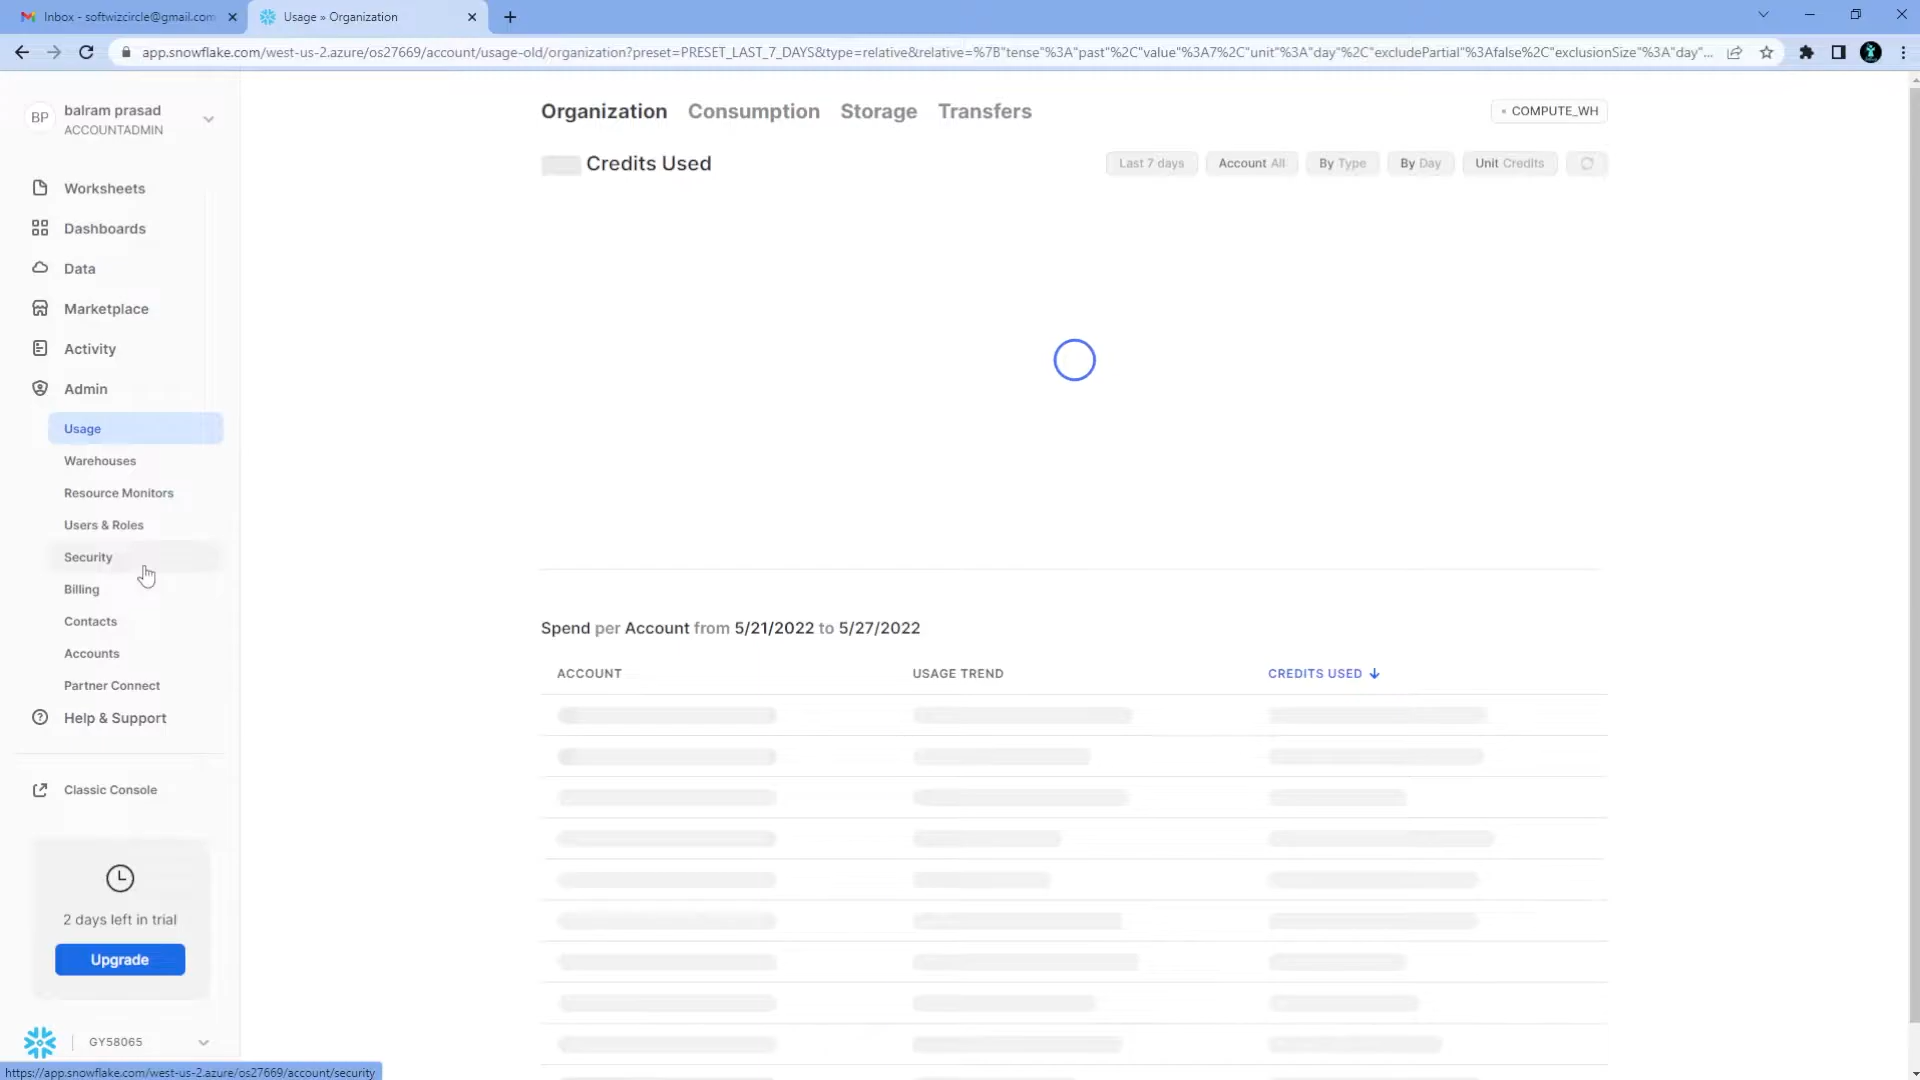 Inbox - softwizcircle@gmail.com
Usage » Organization
app.snowflake.com/west-us-2.azure/os27669/account/usage-old/organization?preset=PRESET_LAST_7_DAYS&type=relative&relative=%7B"tense"%3A"past"%2C"value"%3A7%2C"unit"%3A"day"%2C"excludePartial"%3Afalse%2C"exclusionSize"%3A"day"...
BP
balram prasad
ACCOUNTADMIN
Worksheets
Dashboards
Data
Marketplace
Activity
Admin
Usage
Warehouses
Resource Monitors
Users & Roles
Security
Billing
Contacts
Accounts
Partner Connect
Help & Support
Classic Console
2 days left in trial
Upgrade
GY58065
https://app.snowflake.com/west-us-2.azure/os27669/account/security
Organization Consumption Storage Transfers
COMPUTE_WH
Credits Used
Last 7 days
Account All
By Type
By Day
Unit Credits
Spend per Account from 5/21/2022 to 5/27/2022
ACCOUNT USAGE TREND CREDITS USED